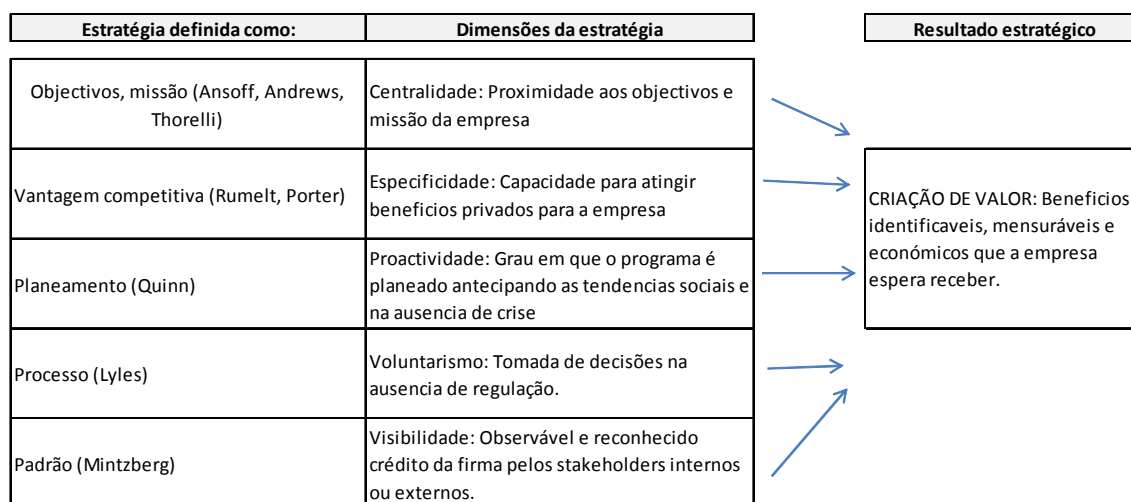 Estratégia definida como:
Dimensões da estratégia
Resultado estratégico
Objectivos, missão (Ansoff, Andrews,
Thorelli)
Centralidade: Proximidade aos objectivos e
missão da empresa
Vantagem competitiva (Rumelt, Porter)
Especificidade: Capacidade para atingir
beneficios privados para a empresa
Planeamento (Quinn)
Proactividade: Grau em que o programa é
planeado antecipando as tendencias sociais e
na ausencia de crise
Processo (Lyles)
Voluntarismo: Tomada de decisões na
ausencia de regulação.
Padrão (Mintzberg)
Visibilidade: Observável e reconhecido
crédito da firma pelos stakeholders internos
ou externos.
CRIAÇÃO DE VALOR: Beneficios
identificaveis, mensuráveis e
económicos que a empresa
espera receber.